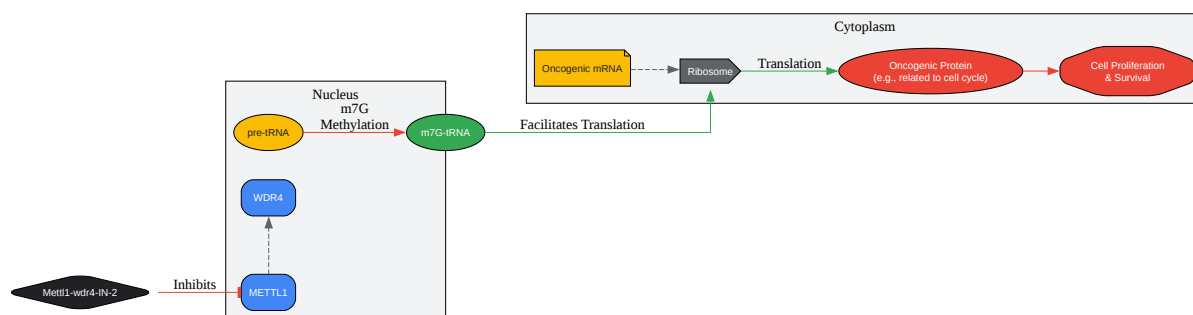 Cytoplasm
Oncogenic mRNA
Ribosome
Translation
Oncogenic Protein
(e.g., related to cell cycle)
Cell Proliferation
& Survival
Nucleus
m7G
Methylation
pre-tRNA
m7G-tRNA
Facilitates Translation
WDR4
Mettl1-wdr4-IN-2
Inhibits
METTL1